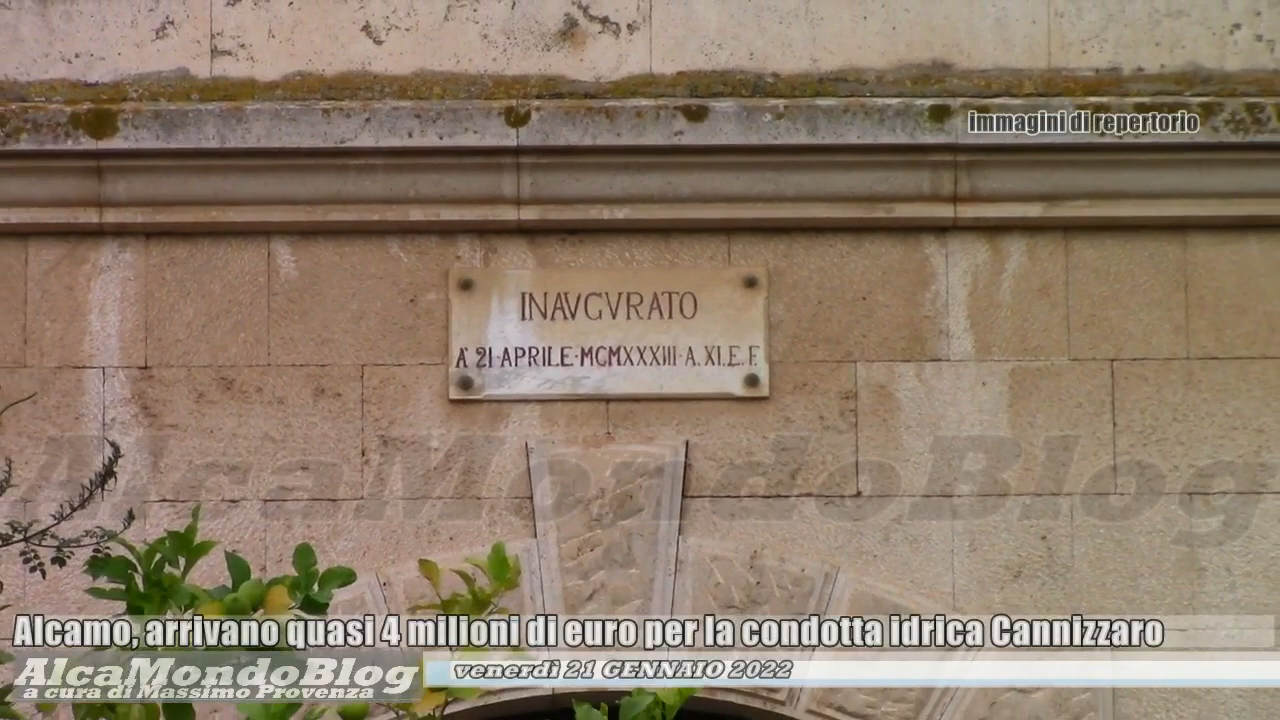 immagini di repertorio
INAVGVRATO
A' 21·APRILE·MCMXXXIII·A.XI.E.F.
AlcaMondoBlog
Alcamo, arrivano quasi 4 milioni di euro per la condotta idrica Cannizzaro
AlcaMondoBlog
a cura di Massimo Provenza
venerdì 21 GENNAIO 2022